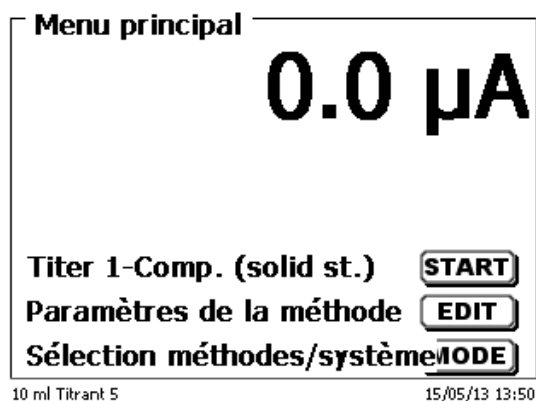 Menu principal
0.0 µA
Titer 1-Comp. (solid st.) START
Paramètres de la méthode EDIT
Sélection méthodes/système MODE
10 ml Titrant 5 15/05/13 13:50